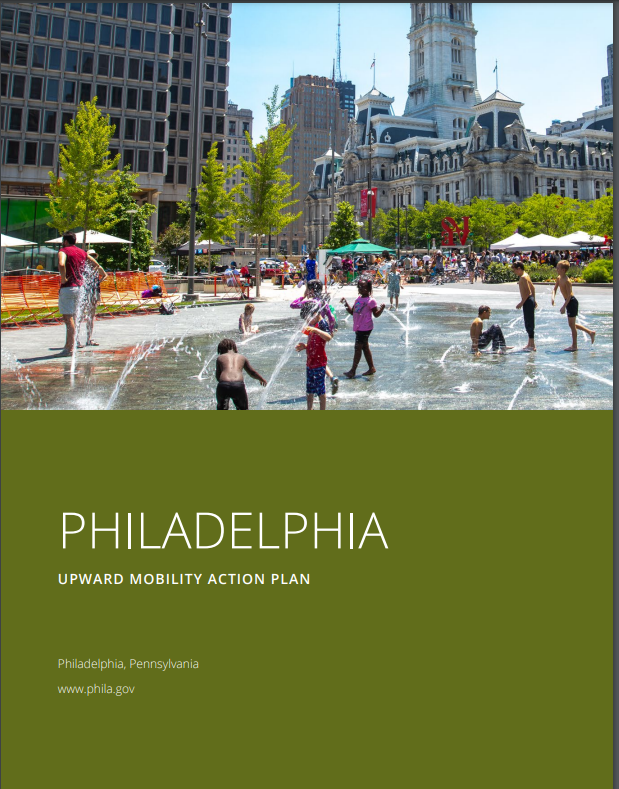 PHILADELPHIA
UPWARD MOBILITY ACTION PLAN
Philadelphia, Pennsylvania
www.phila.gov